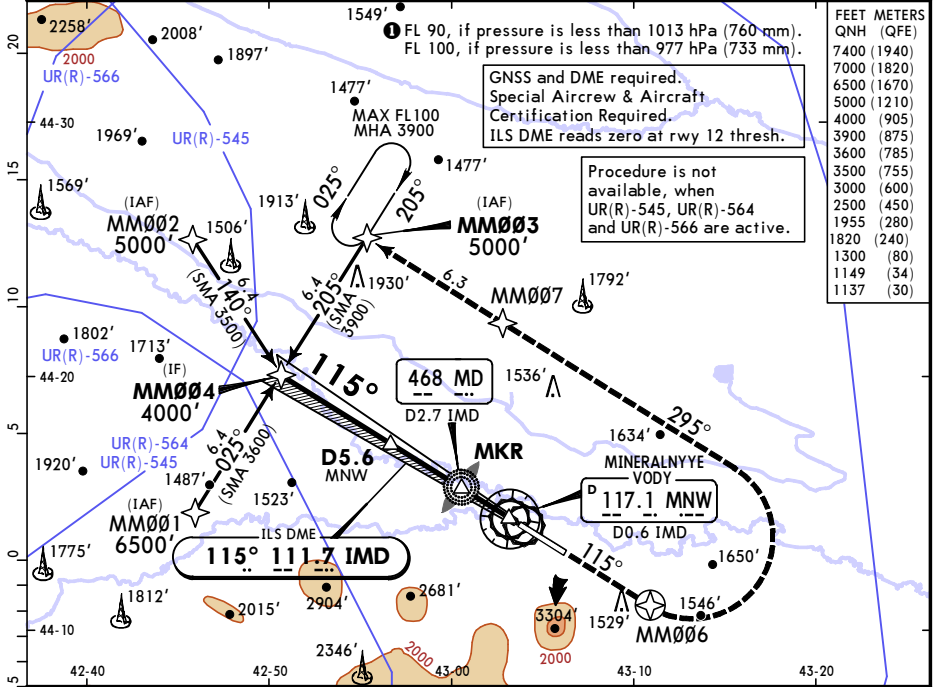 1549'
❶ FL 90, if pressure is less than 1013 hPa (760 mm).
FL 100, if pressure is less than 977 hPa (733 mm).
FEET METERS
QNH (QFE)
7400 (1940)
7000 (1820)
6500 (1670)
5000 (1210)
4000 (905)
3900 (875)
3600 (785)
3500 (755)
3000 (600)
2500 (450)
1955 (280)
1820 (240)
1300 (80)
1149 (34)
1137 (30)
2258'
2008'
1897'
20
2000
UR(R)-566
GNSS and DME required.
Special Aircrew & Aircraft
Certification Required.
ILS DME reads zero at rwy 12 thresh.
1477'
MAX FL100
MHA 3900
44-30
1969'
UR(R)-545
1477'
15
Procedure is not
available, when
UR(R)-545, UR(R)-564
and UR(R)-566 are active.
1569'
(IAF)
MMØØ2
5000'
1506'
1913'
025°
205°
(IAF)
MMØØ3
5000'
6.4
140°
(SMA 3500)
6.4
205°
(SMA 3900)
1930'
6.3
MMØØ7
1792'
10
1802'
UR(R)-566
1713'
(IF)
MMØØ4
4000'
44-20
115°
468 MD
D2.7 IMD
1536'
295°
5
UR(R)-564
UR(R)-545
1920'
1487'
6.4
025°
(SMA 3600)
1523'
D5.6
MNW
MKR
1634'
MINERALNYYE
VODY
D 117.1 MNW
D0.6 IMD
(IAF)
MMØØ1
6500'
ILS DME
115° 111.7 IMD
0
1775'
115°
1650'
1812'
2015'
2904'
2681'
3304'
1529'
1546'
MMØØ6
44-10
2346'
2000
2000
5
42-40
42-50
43-00
43-10
43-20